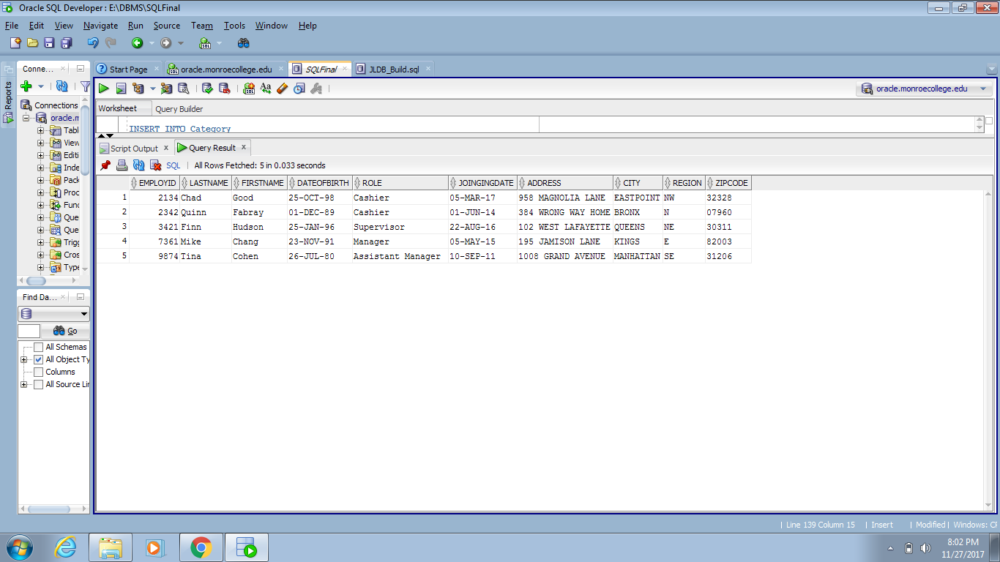 Oracle SQL Developer : E:\DBMS\SQLFinal
File Edit View Navigate Run Source Team Tools Window Help
Conne...
Start Page
oracle.monroecollege.edu
SQLFinal
JLDB_Build.sql
Reports
oracle.monroecollege.edu
Connections
oracle.m
Tabl
View
Editi
Inde
Pack
Proc
Func
Que
Que
Trigg
Cros
Type
Worksheet Query Builder
INSERT INTO Category
Script Output x Query Result x
SQL | All Rows Fetched: 5 in 0.033 seconds
EMPLOYID LASTNAME FIRSTNAME DATEOFBIRTH ROLE JOINGINGDATE ADDRESS CITY REGION ZIPCODE
1 2134 Chad Good 25-OCT-98 Cashier 05-MAR-17 958 MAGNOLIA LANE EASTPOINT NW 32328
2 2342 Quinn Fabray 01-DEC-89 Cashier 01-JUN-14 384 WRONG WAY HOME BRONX N 07960
3 3421 Finn Hudson 25-JAN-96 Supervisor 22-AUG-16 102 WEST LAFAYETTE QUEENS NE 30311
4 7361 Mike Chang 23-NOV-91 Manager 05-MAY-15 195 JAMISON LANE KINGS E 82003
5 9874 Tina Cohen 26-JUL-80 Assistant Manager 10-SEP-11 1008 GRAND AVENUE MANHATTAN SE 31206
Find Da...
Go
All Schemas
All Object Ty
Columns
All Source Lin
| Line 139 Column 15 | Insert | Modified | Windows: CF
8:02 PM
11/27/2017